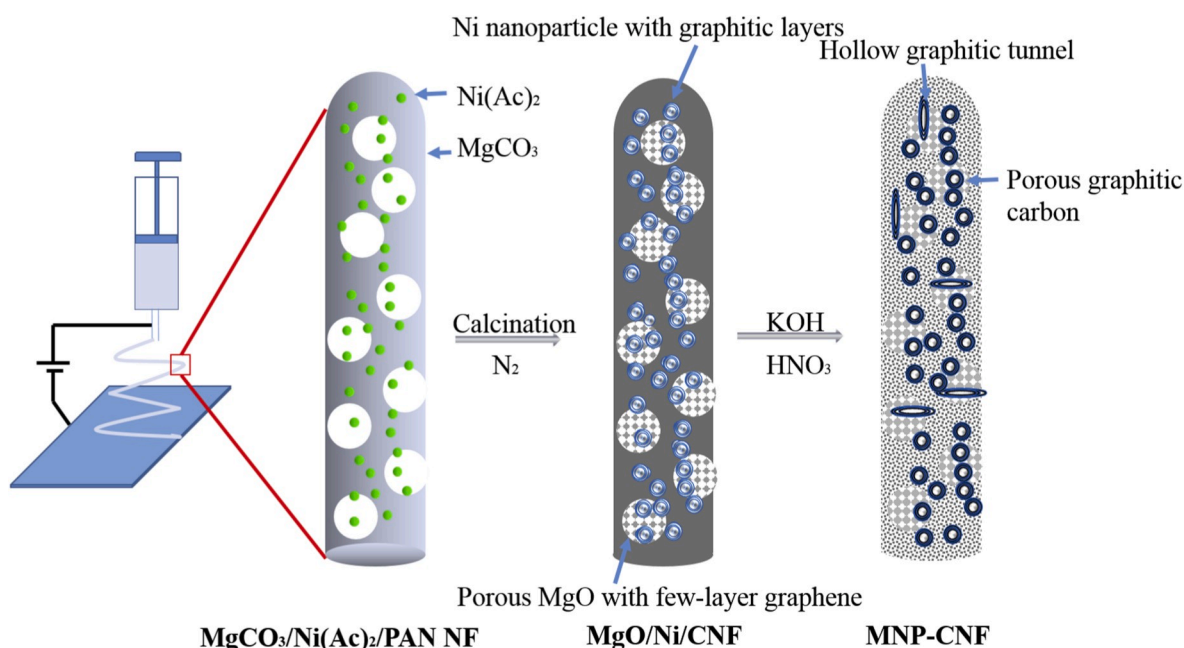 Ni nanoparticle with graphitic layers
Hollow graphitic tunnel
Ni(Ac)₂
MgCO₃
Porous graphitic
carbon
Calcination
N₂
KOH
HNO₃
Porous MgO with few-layer graphene
MgCO₃/Ni(Ac)₂/PAN NF
MgO/Ni/CNF
MNP-CNF